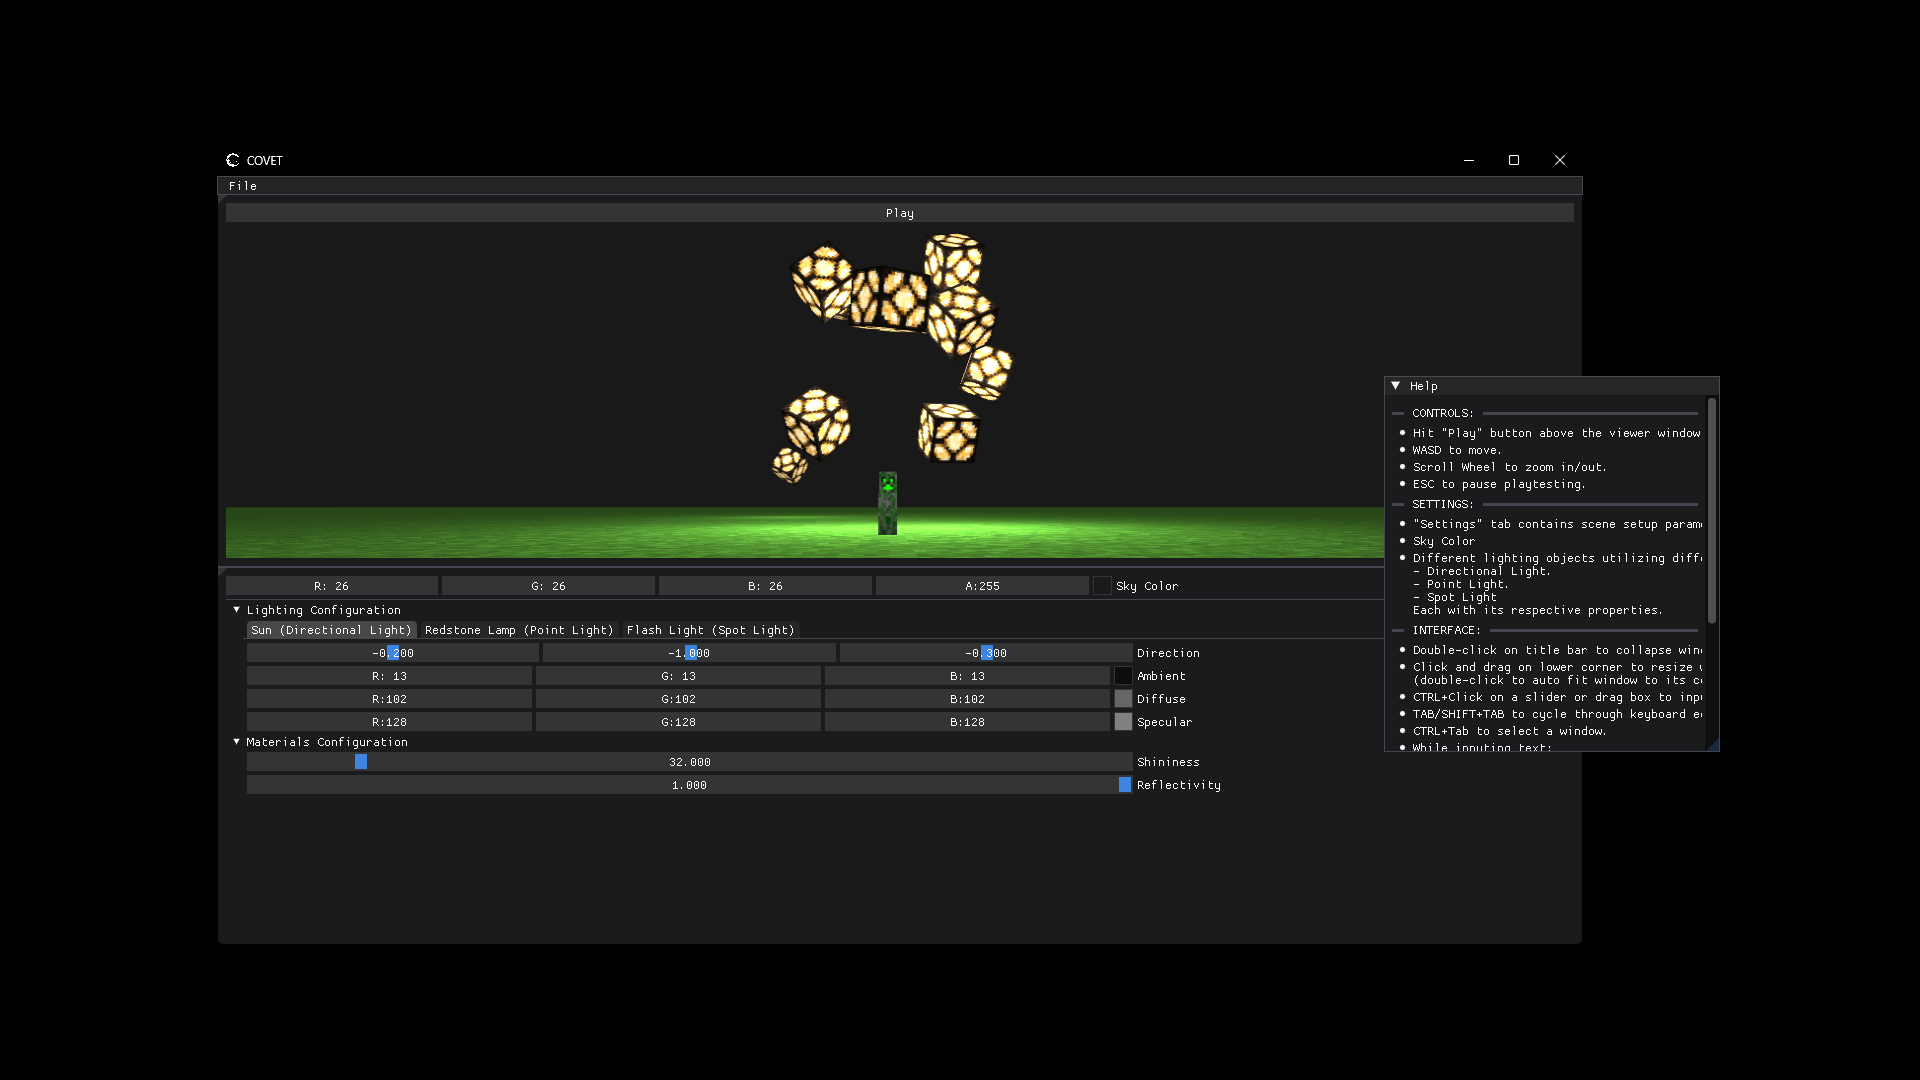 COVET
File
Play
R: 26 G: 26 B: 26 A:255 Sky Color
Lighting Configuration
Sun (Directional Light) Redstone Lamp (Point Light) Flash Light (Spot Light)
-0.200 -1.000 -0.300 Direction
R: 13 G: 13 B: 13 Ambient
R:102 G:102 B:102 Diffuse
R:128 G:128 B:128 Specular
Materials Configuration
32.000 Shininess
1.000 Reflectivity
Help
CONTROLS:
Hit "Play" button above the viewer window
WASD to move.
Scroll Wheel to zoom in/out.
ESC to pause playtesting.
SETTINGS:
"Settings" tab contains scene setup param
Sky Color
Different lighting objects utilizing diff
- Directional Light.
- Point Light.
- Spot Light
Each with its respective properties.
INTERFACE:
Double-click on title bar to collapse win
Click and drag on lower corner to resize
(double-click to auto fit window to its c
CTRL+Click on a slider or drag box to inp
TAB/SHIFT+TAB to cycle through keyboard e
CTRL+Tab to select a window.
While inputing text: